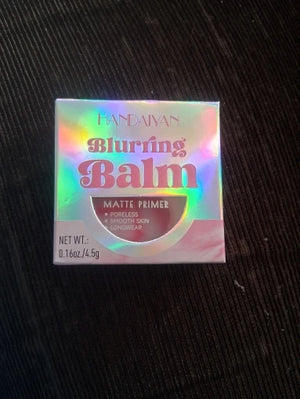 HANDAIYAN
Blurring
Balm
MATTE PRIMER
• PORELESS
• SMOOTH SKIN
• LONGWEAR
NET WT.:
0.16oz./4.5g